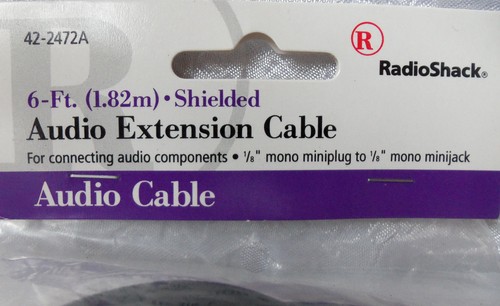 42-2472A
R
RadioShack®
6-Ft. (1.82m) • Shielded
Audio Extension Cable
For connecting audio components • 1/8" mono miniplug to 1/8" mono minijack
Audio Cable